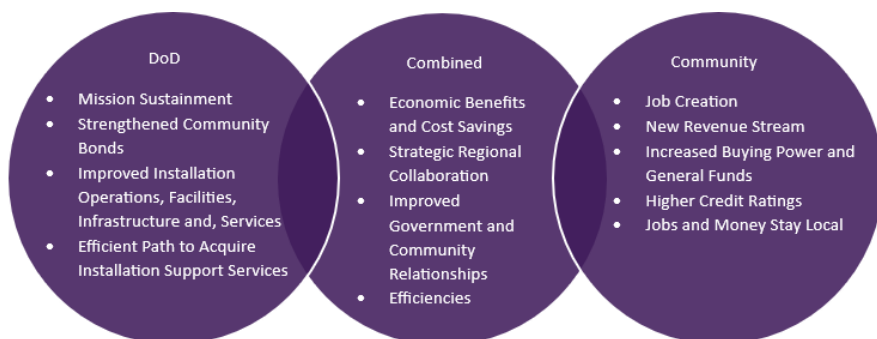 DoD
• Mission Sustainment
• Strengthened Community
Bonds
• Improved Installation
Operations, Facilities,
Infrastructure and, Services
• Efficient Path to Acquire
Installation Support Services
Combined
• Economic Benefits
and Cost Savings
• Strategic Regional
Collaboration
• Improved
Government and
Community
Relationships
• Efficiencies
Community
• Job Creation
• New Revenue Stream
• Increased Buying Power and
General Funds
• Higher Credit Ratings
• Jobs and Money Stay Local